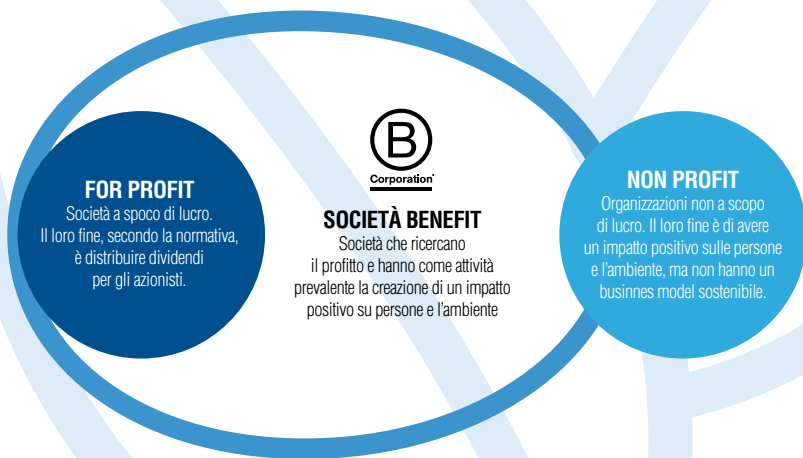 FOR PROFIT
Società a spoco di lucro.
Il loro fine, secondo la normativa,
è distribuire dividendi
per gli azionisti.
B
Corporation
SOCIETÀ BENEFIT
Società che ricercano
il profitto e hanno come attività
prevalente la creazione di un impatto
positivo su persone e l'ambiente
NON PROFIT
Organizzazioni non a scopo
di lucro. Il loro fine è di avere
un impatto positivo sulle persone
e l'ambiente, ma non hanno un
businnes model sostenibile.